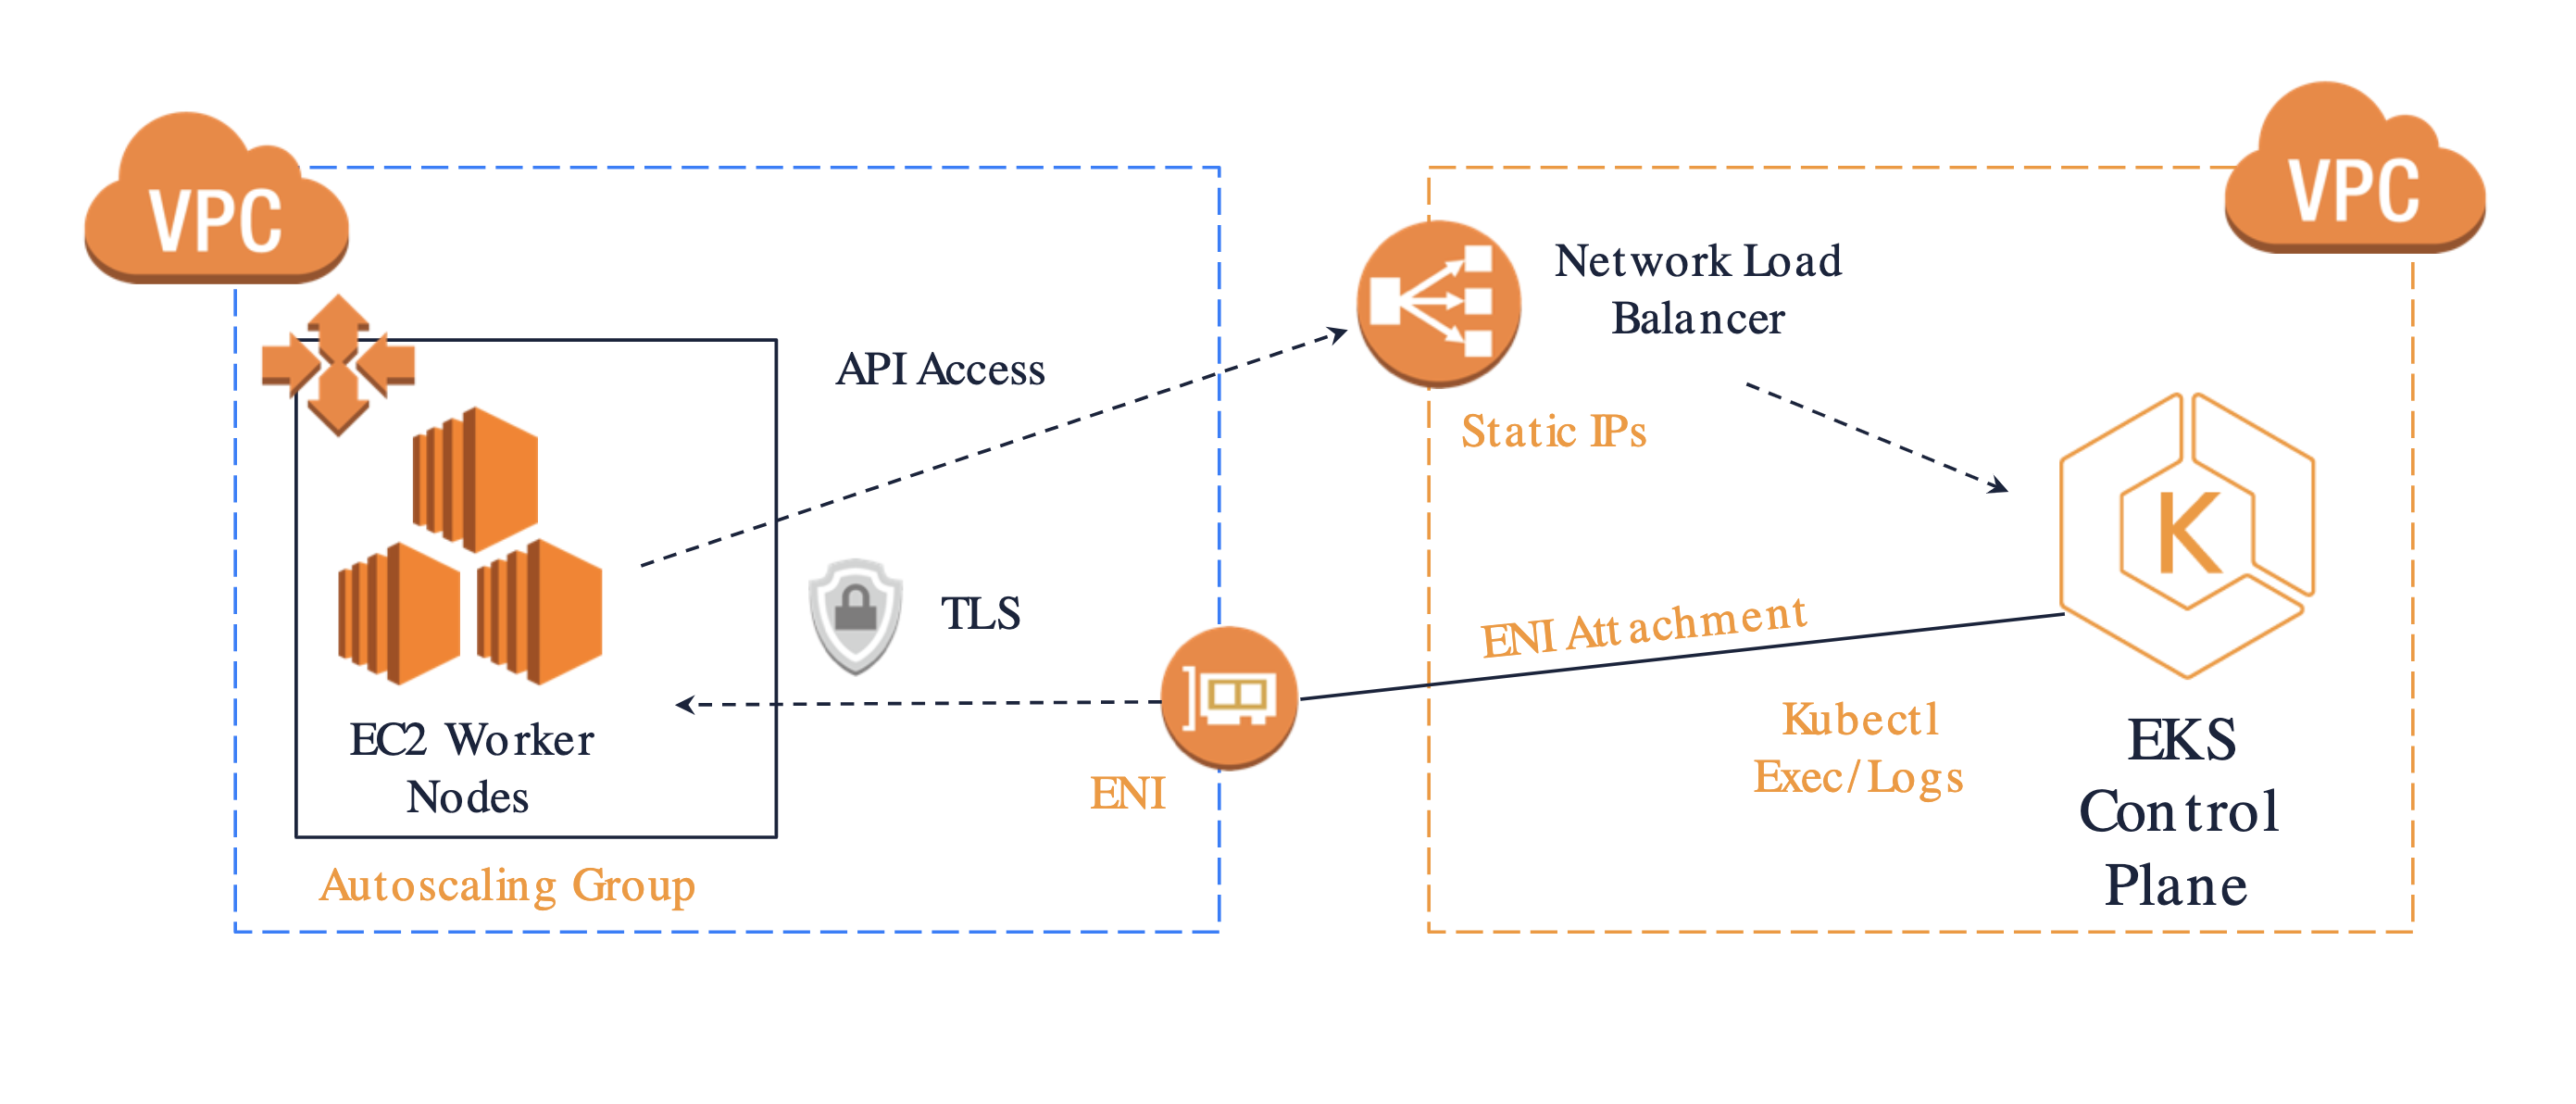 VPC
VPC
Network Load
Balancer
API Access
Static IPs
K
TLS
ENI Attachment
EC2 Worker
Nodes
Kubectl
Exec/Logs
EKS
Control
Plane
ENI
Autoscaling Group